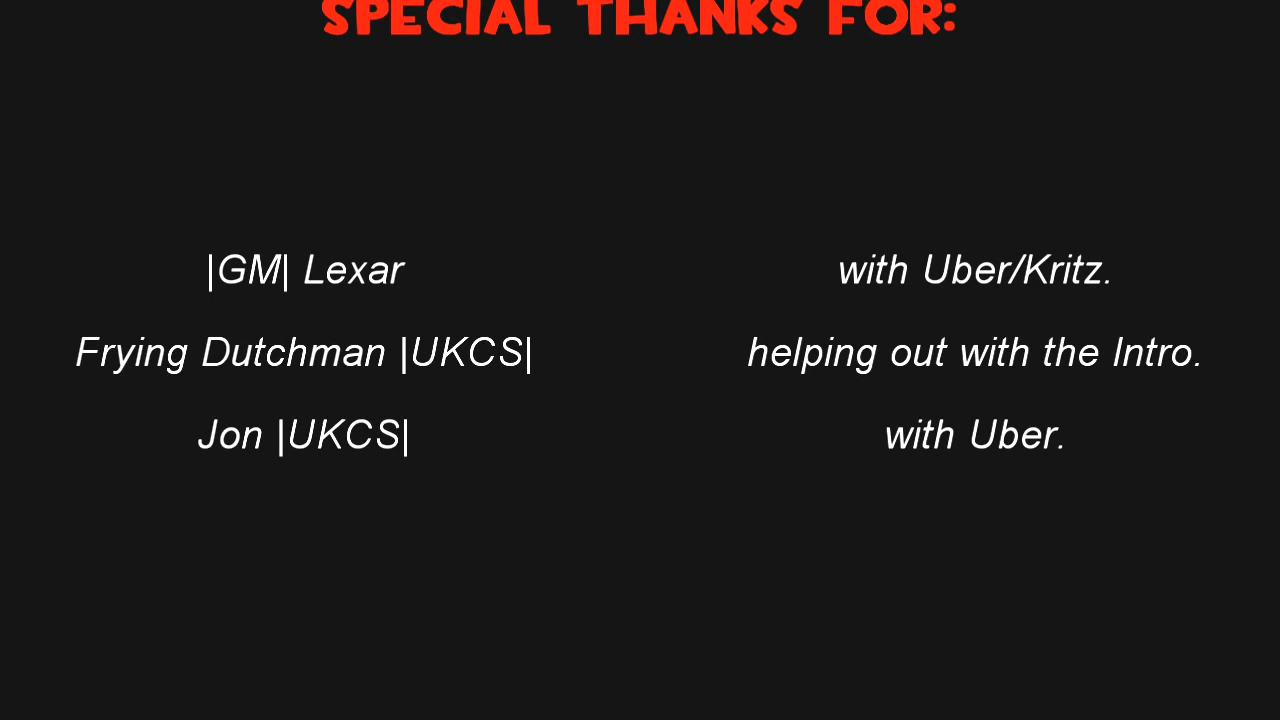 SPECIAL THANKS FOR:
|GM| Lexar with Uber/Kritz.
Frying Dutchman |UKCS| helping out with the Intro.
Jon |UKCS| with Uber.